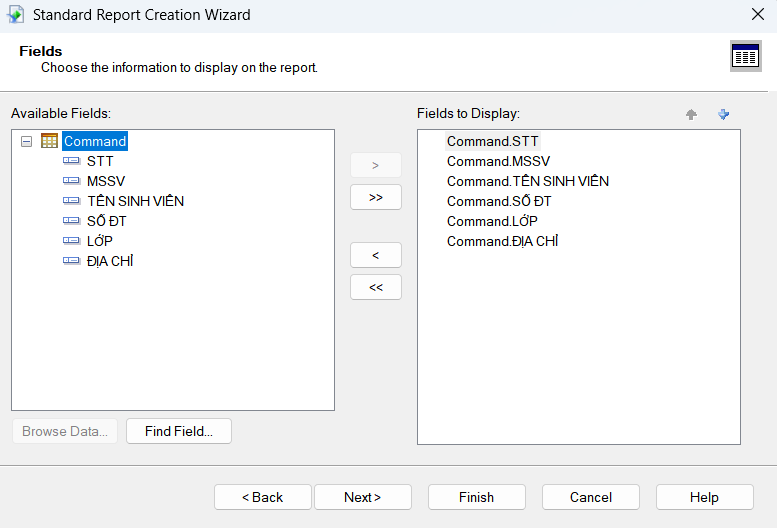 Standard Report Creation Wizard
Fields
Choose the information to display on the report.
Available Fields:
Command
STT
MSSV
TÊN SINH VIÊN
SỐ ĐT
LỚP
ĐỊA CHỈ
Browse Data...
Find Field...
>
>>
<
<<
Fields to Display:
Command.STT
Command.MSSV
Command.TÊN SINH VIÊN
Command.SỐ ĐT
Command.LỚP
Command.ĐỊA CHỈ
< Back
Next >
Finish
Cancel
Help